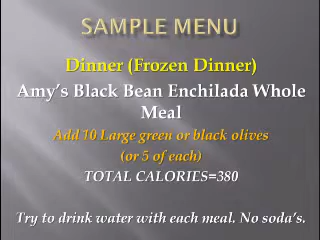 SAMPLE MENU
Dinner (Frozen Dinner)
Amy's Black Bean Enchilada Whole
Meal
Add 10 Large green or black olives
(or 5 of each)
TOTAL CALORIES=380
Try to drink water with each meal. No soda's.